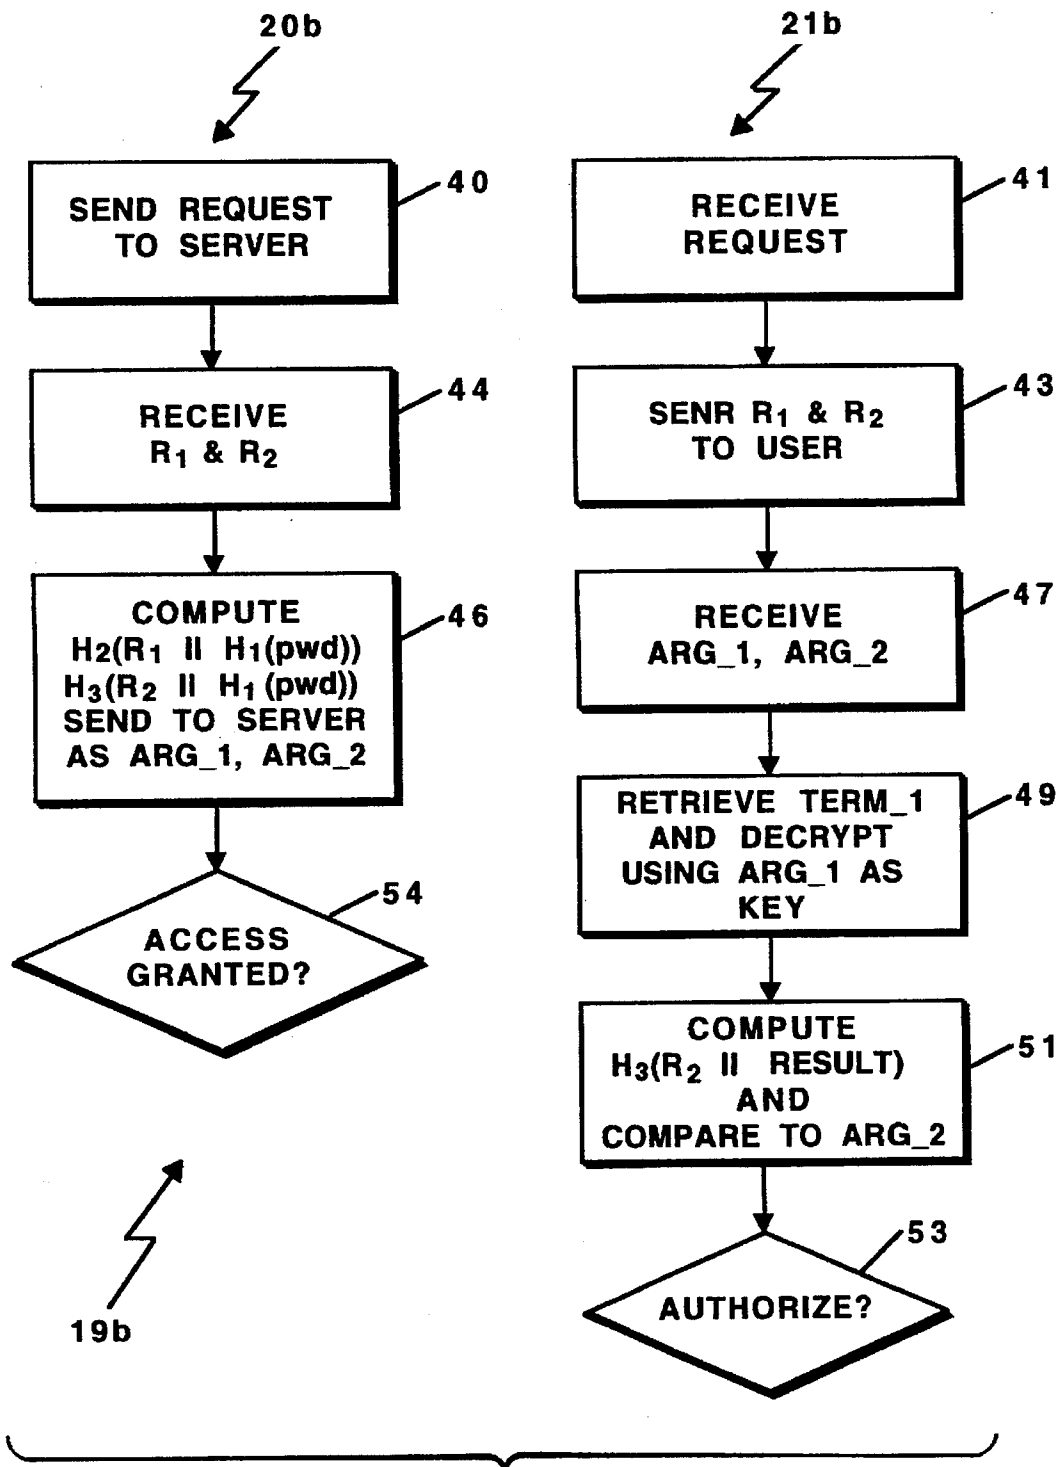 20b
SEND REQUEST
TO SERVER
40
RECEIVE
R1 & R2
44
COMPUTE
H2(R1 || H1(pwd))
H3(R2 || H1(pwd))
SEND TO SERVER
AS ARG_1, ARG_2
46
ACCESS
GRANTED?
54
19b
21b
RECEIVE
REQUEST
41
SENR R1 & R2
TO USER
43
RECEIVE
ARG_1, ARG_2
47
RETRIEVE TERM_1
AND DECRYPT
USING ARG_1 AS
KEY
49
COMPUTE
H3(R2 || RESULT)
AND
COMPARE TO ARG_2
51
AUTHORIZE?
53